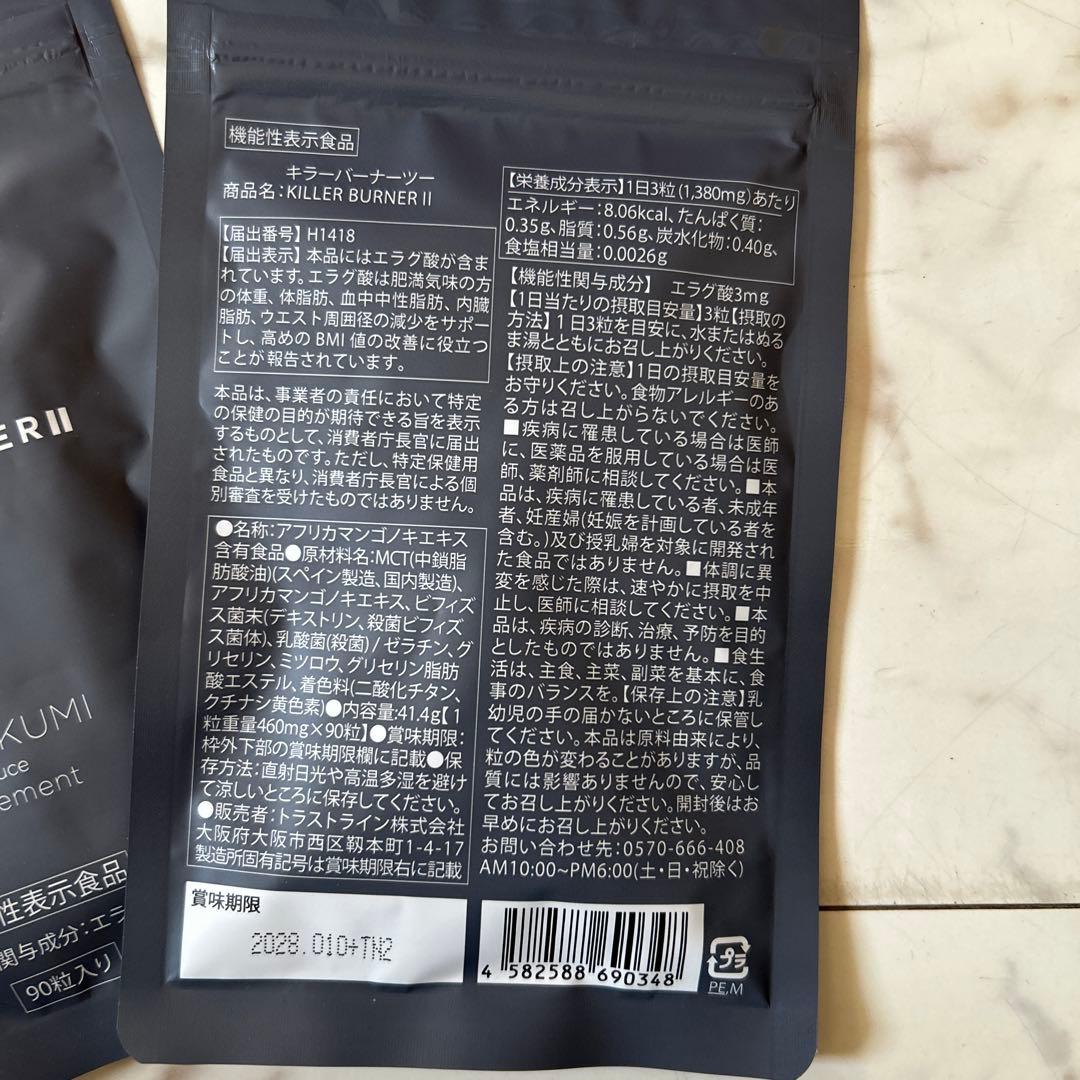 機能性表示食品
キラーバーナーツー
商品名：KILLER BURNER II
【届出番号】H1418
【届出表示】本品にはエラグ酸が含ま
れています。エラグ酸は肥満気味の方
の体重、体脂肪、血中中性脂肪、内臓
脂肪、ウエスト周囲径の減少をサポー
トし、高めの BMI 値の改善に役立つ
ことが報告されています。
本品は、事業者の責任において特定
の保健の目的が期待できる旨を表示
するものとして、消費者庁長官に届出
されたものです。ただし、特定保健用
食品と異なり、消費者庁長官による個
別審査を受けたものではありません。
●名称：アフリカマンゴノキエキス
含有食品●原材料名：MCT(中鎖脂
肪酸油)(スペイン製造、国内製造)、
アフリカマンゴノキエキス、ビフィズ
ス菌末(デキストリン、殺菌ビフィズ
ス菌体)、乳酸菌(殺菌) / ゼラチン、グ
リセリン、ミツロウ、グリセリン脂肪
酸エステル、着色料(二酸化チタン、
クチナシ黄色素)●内容量:41.4g【1
粒重量460mg×90粒】●賞味期限：
枠外下部の賞味期限欄に記載●保
存方法：直射日光や高温多湿を避け
て涼しいところに保存してください。
●販売者：トラストライン株式会社
大阪府大阪市西区靱本町1-4-17
製造所固有記号は賞味期限右に記載
【栄養成分表示】1日3粒(1,380mg)あたり
エネルギー：8.06kcal、たんぱく質：
0.35g、脂質：0.56g、炭水化物：0.40g、
食塩相当量：0.0026g
【機能性関与成分】 エラグ酸3mg
【1日当たりの摂取目安量】3粒【摂取の
方法】1日3粒を目安に、水またはぬる
ま湯とともにお召し上がりください。
【摂取上の注意】1日の摂取目安量を
お守りください。食物アレルギーのあ
る方は召し上がらないでください。
■疾病に罹患している場合は医師
に、医薬品を服用している場合は医
師、薬剤師に相談してください。■本
品は、疾病に罹患している者、未成年
者、妊産婦(妊娠を計画している者を
含む。)及び授乳婦を対象に開発され
た食品ではありません。■体調に異
変を感じた際は、速やかに摂取を中
止し、医師に相談してください。■本
品は、疾病の診断、治療、予防を目的
としたものではありません。■食生
活は、主食、主菜、副菜を基本に、食
事のバランスを。【保存上の注意】乳
幼児の手の届かないところに保管し
てください。本品は原料由来により、
粒の色が変わることがありますが、品
質には影響ありませんので、安心し
てお召し上がりください。開封後はお
早めにお召し上がりください。
お問い合わせ先：0570-666-408
AM10:00~PM6:00(土・日・祝除く)
賞味期限
2028.010+TN2
4 582588 690348
プラ
PE,M
ERII
KUMI
uce
ement
性表示食品
関与成分：エラ
90粒入り